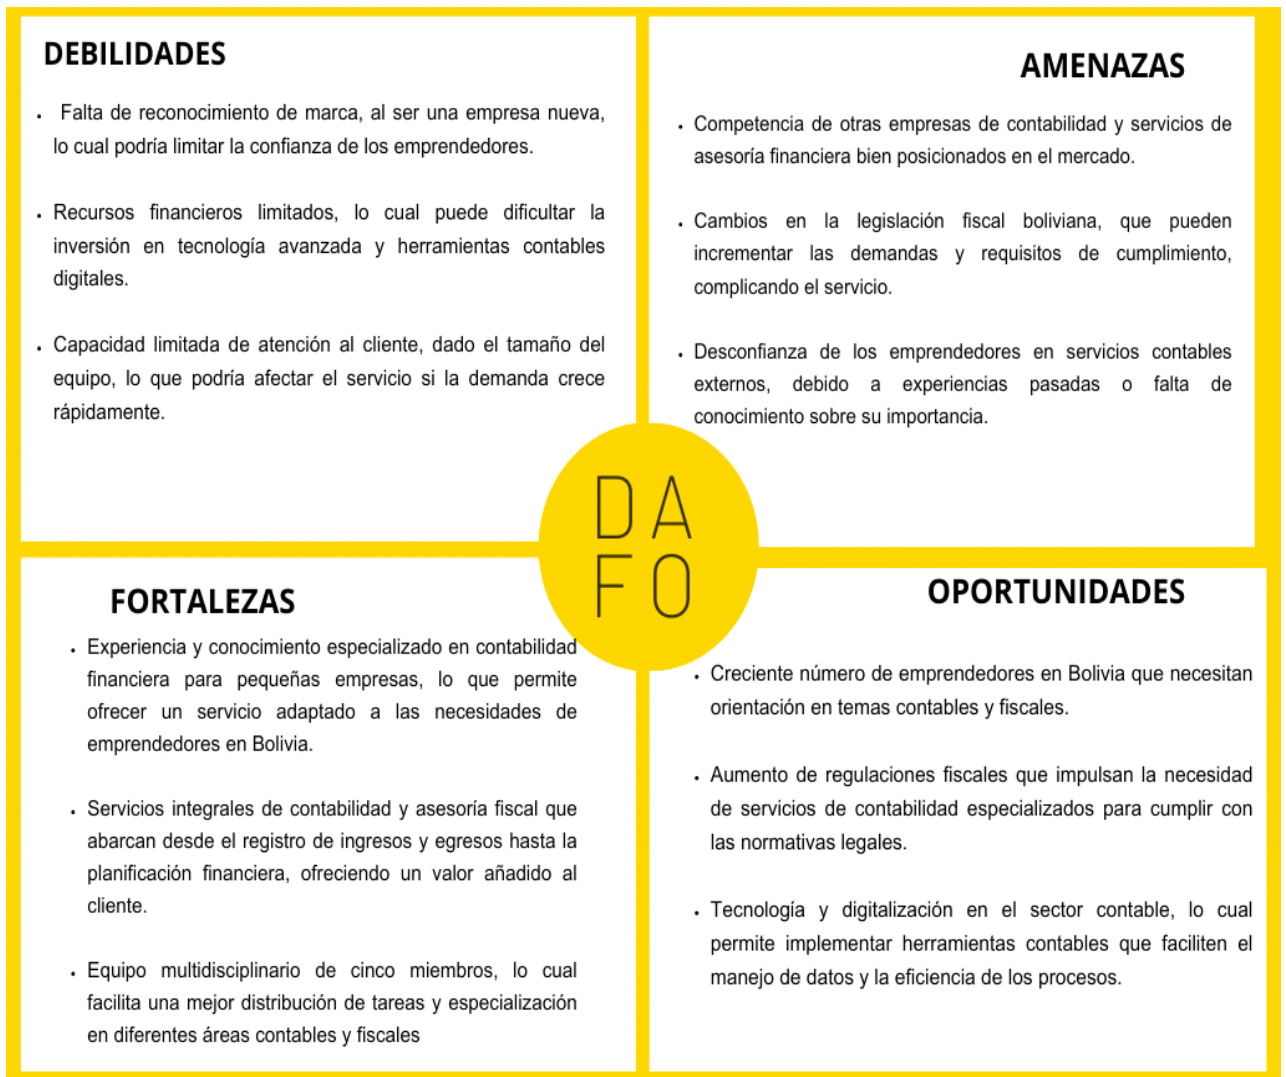 DEBILIDADES
• Falta de reconocimiento de marca, al ser una empresa nueva,
lo cual podría limitar la confianza de los emprendedores.
• Recursos financieros limitados, lo cual puede dificultar la
inversión en tecnología avanzada y herramientas contables
digitales.
• Capacidad limitada de atención al cliente, dado el tamaño del
equipo, lo que podría afectar el servicio si la demanda crece
rápidamente.
AMENAZAS
• Competencia de otras empresas de contabilidad y servicios de
asesoría financiera bien posicionados en el mercado.
• Cambios en la legislación fiscal boliviana, que pueden
incrementar las demandas y requisitos de cumplimiento,
complicando el servicio.
• Desconfianza de los emprendedores en servicios contables
externos, debido a experiencias pasadas o falta de
conocimiento sobre su importancia.
DA
FO
FORTALEZAS
• Experiencia y conocimiento especializado en contabilidad
financiera para pequeñas empresas, lo que permite
ofrecer un servicio adaptado a las necesidades de
emprendedores en Bolivia.
• Servicios integrales de contabilidad y asesoría fiscal que
abarcan desde el registro de ingresos y egresos hasta la
planificación financiera, ofreciendo un valor añadido al
cliente.
• Equipo multidisciplinario de cinco miembros, lo cual
facilita una mejor distribución de tareas y especialización
en diferentes áreas contables y fiscales
OPORTUNIDADES
• Creciente número de emprendedores en Bolivia que necesitan
orientación en temas contables y fiscales.
• Aumento de regulaciones fiscales que impulsan la necesidad
de servicios de contabilidad especializados para cumplir con
las normativas legales.
• Tecnología y digitalización en el sector contable, lo cual
permite implementar herramientas contables que faciliten el
manejo de datos y la eficiencia de los procesos.